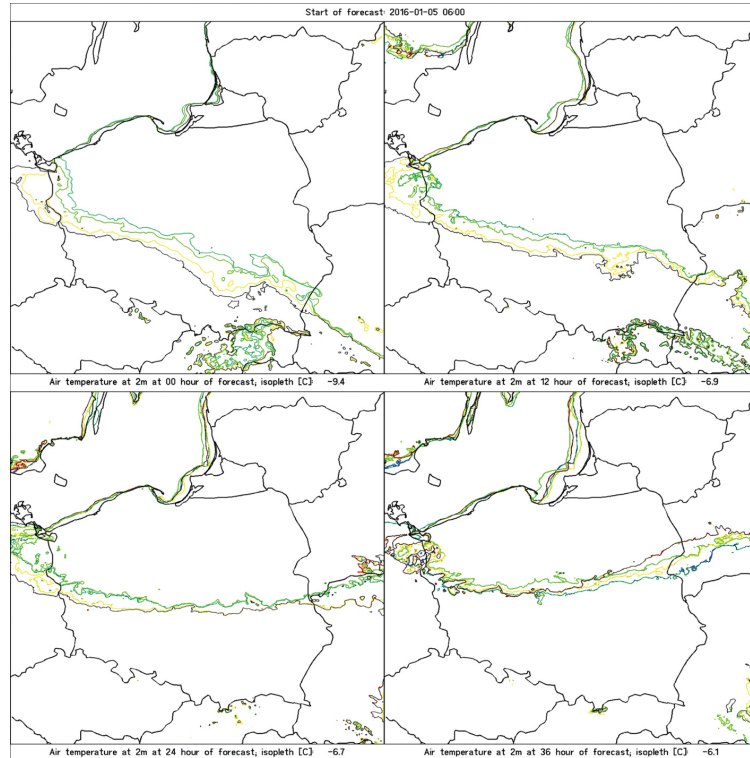 Start of forecast: 2016-01-05 06:00
Air temperature at 2m at 00 hour of forecast; isopleth [C]: -9.4
Air temperature at 2m at 12 hour of forecast; isopleth [C]: -6.9
Air temperature at 2m at 24 hour of forecast; isopleth [C]: -6.7
Air temperature at 2m at 36 hour of forecast; isopleth [C]: -6.1